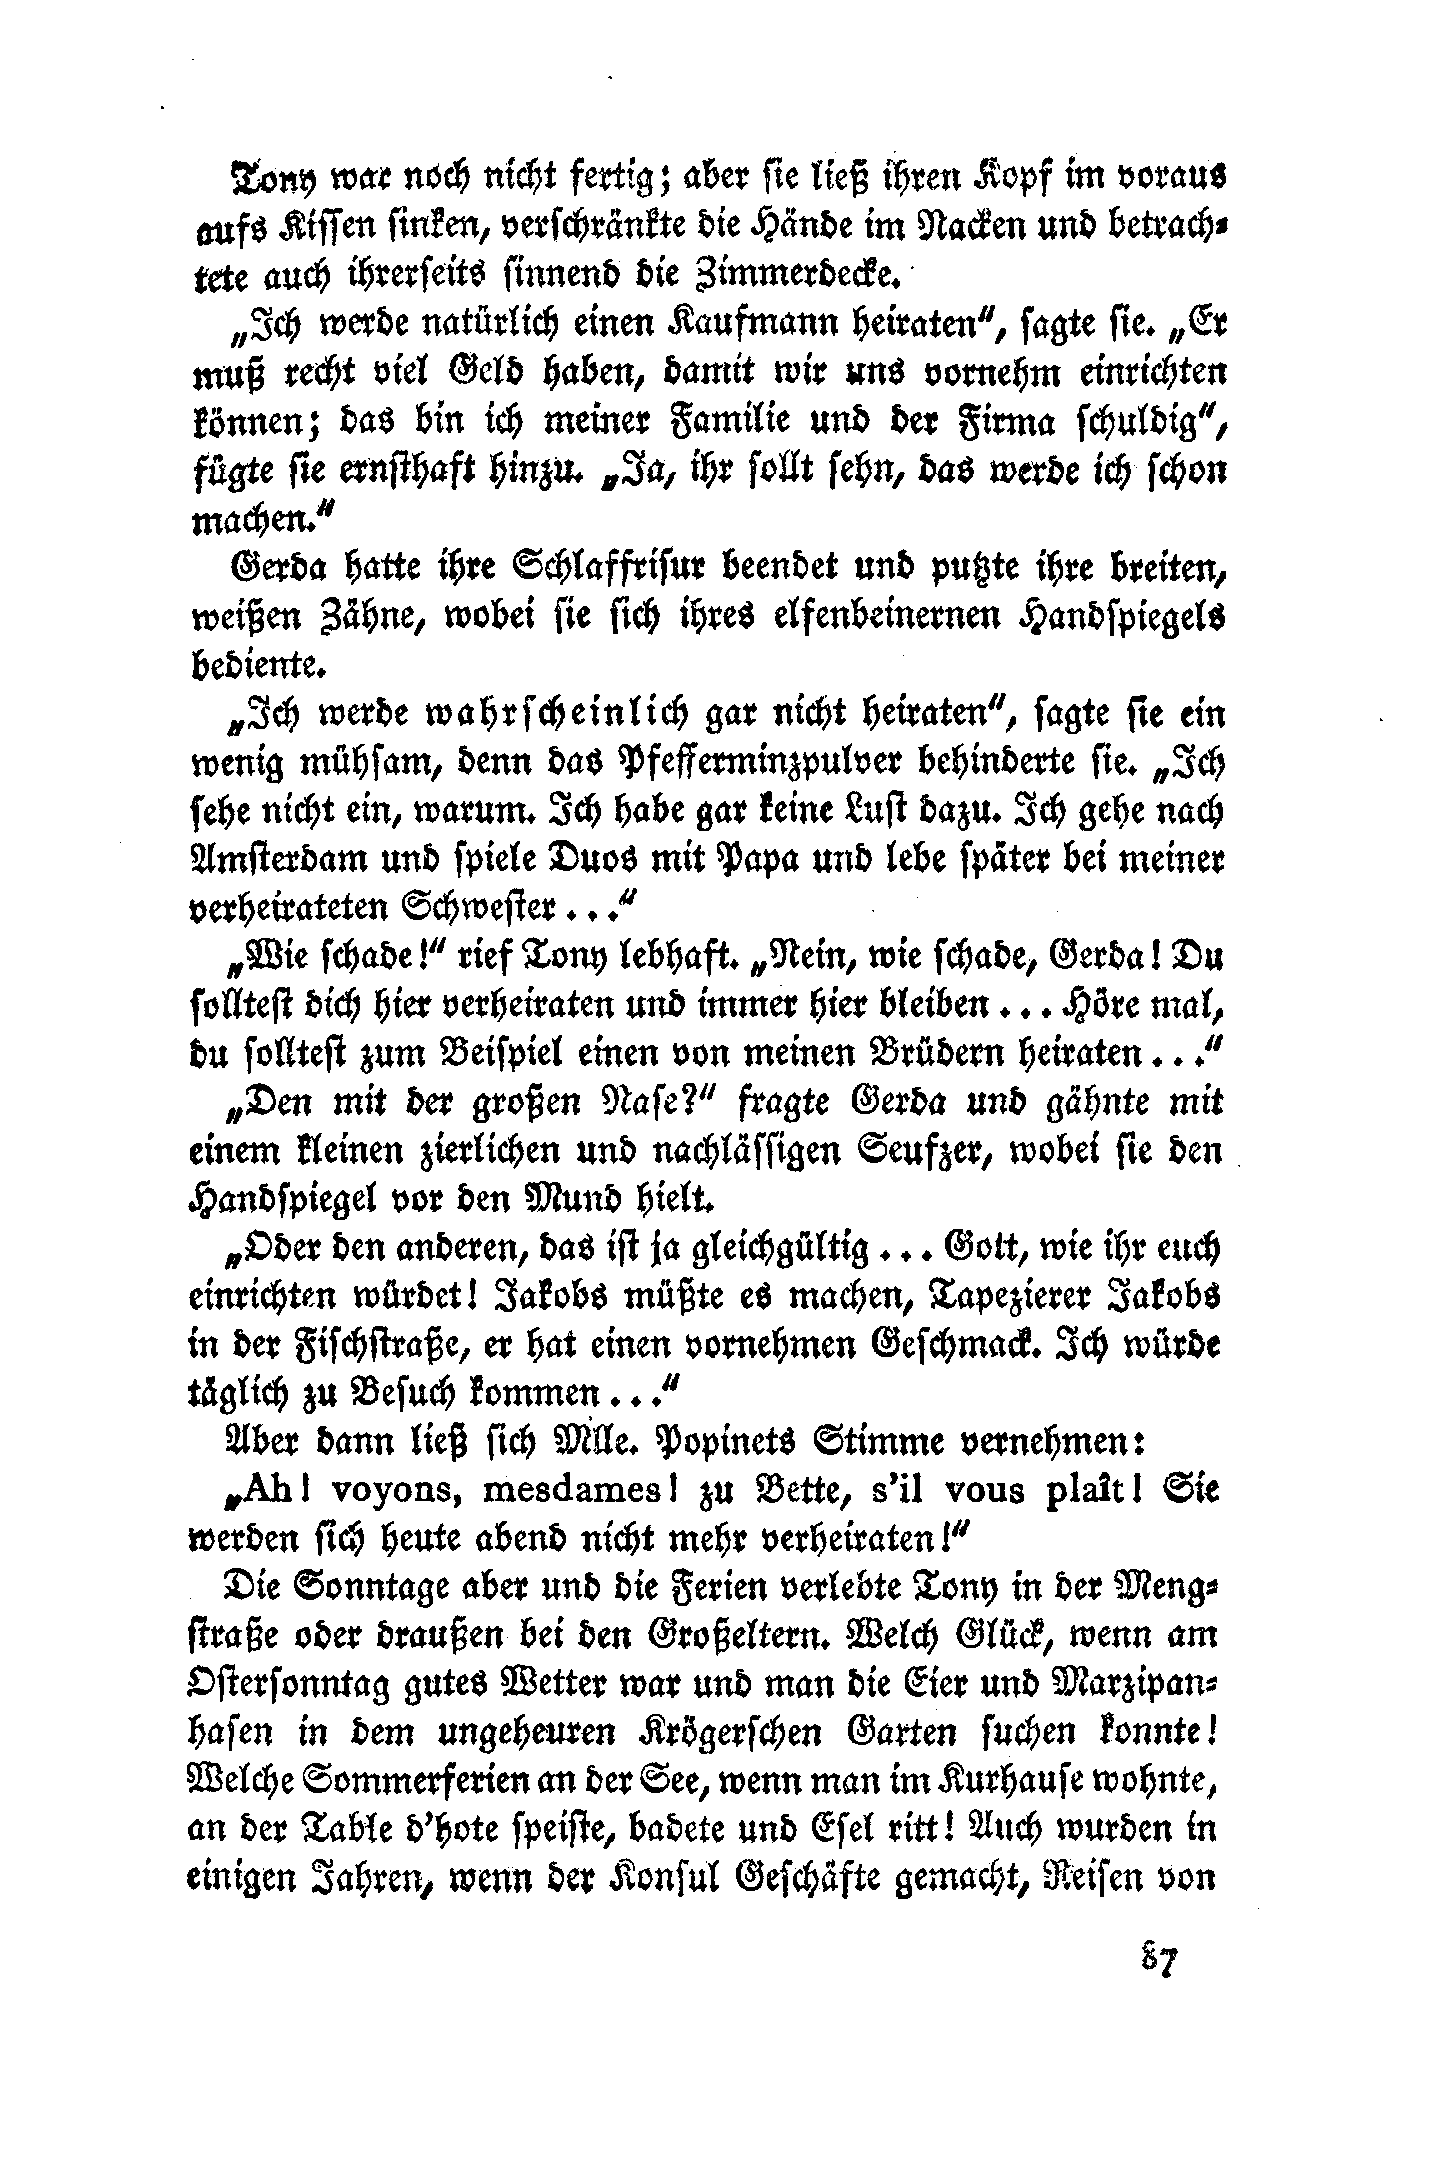 Tony war noch nicht fertig; aber sie ließ ihren Kopf im voraus
aufs Kissen sinken, verschränkte die Hände im Nacken und betrach-
tete auch ihrerseits sinnend die Zimmerdecke.
„Ich werde natürlich einen Kaufmann heiraten“, sagte sie. „Er
muß recht viel Geld haben, damit wir uns vornehm einrichten
können; das bin ich meiner Familie und der Firma schuldig“,
fügte sie ernsthaft hinzu. „Ja, ihr sollt sehn, das werde ich schon
machen.“
Gerda hatte ihre Schlaffrisur beendet und putzte ihre breiten,
weißen Zähne, wobei sie sich ihres elfenbeinernen Handspiegels
bediente.
„Ich werde wahrscheinlich gar nicht heiraten“, sagte sie ein
wenig mühsam, denn das Pfefferminzpulver behinderte sie. „Ich
sehe nicht ein, warum. Ich habe gar keine Lust dazu. Ich gehe nach
Amsterdam und spiele Duos mit Papa und lebe später bei meiner
verheirateten Schwester . . .“
„Wie schade!“ rief Tony lebhaft. „Nein, wie schade, Gerda! Du
solltest dich hier verheiraten und immer hier bleiben . . . Höre mal,
du solltest zum Beispiel einen von meinen Brüdern heiraten . . .“
„Den mit der großen Nase?“ fragte Gerda und gähnte mit
einem kleinen zierlichen und nachlässigen Seufzer, wobei sie den
Handspiegel vor den Mund hielt.
„Oder den anderen, das ist ja gleichgültig . . . Gott, wie ihr euch
einrichten würdet! Jakobs müßte es machen, Tapezierer Jakobs
in der Fischstraße, er hat einen vornehmen Geschmack. Ich würde
täglich zu Besuch kommen . . .“
Aber dann ließ sich Mlle. Popinets Stimme vernehmen:
„Ah! voyons, mesdames! zu Bette, s'il vous plaît! Sie
werden sich heute abend nicht mehr verheiraten!“
Die Sonntage aber und die Ferien verlebte Tony in der Meng-
straße oder draußen bei den Großeltern. Welch Glück, wenn am
Ostersonntag gutes Wetter war und man die Eier und Marzipan-
hasen in dem ungeheuren Krögerschen Garten suchen konnte!
Welche Sommerferien an der See, wenn man im Kurhause wohnte,
an der Table d'hote speiste, badete und Esel ritt! Auch wurden in
einigen Jahren, wenn der Konsul Geschäfte gemacht, Reisen von
87